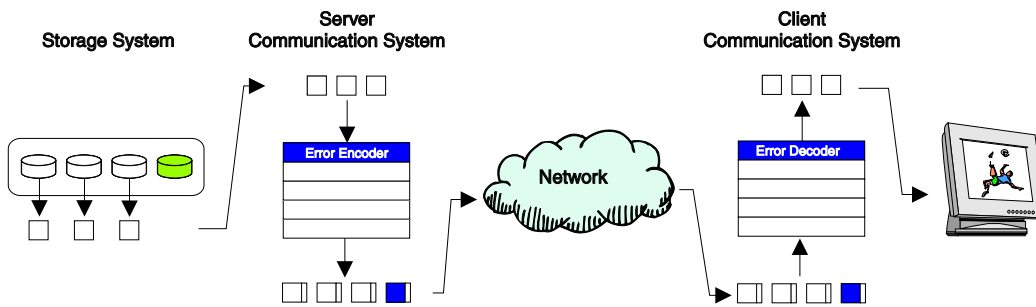 Storage System
Server
Communication System
Client
Communication System
Error Encoder
Network
Error Decoder